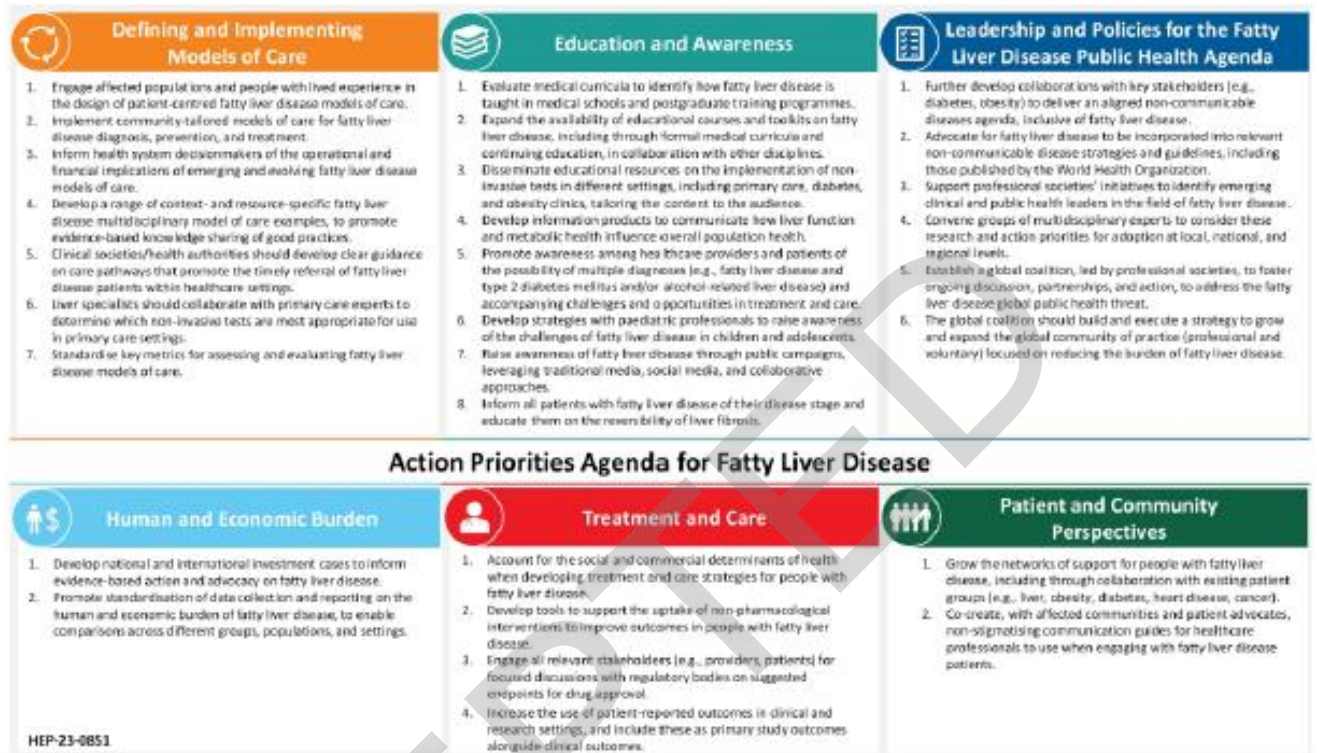 Defining and Implementing
Models of Care
1. Engage affected populations and people with lived experience in
the design of patient-centred fatty liver disease models of care.
2. Implement community-tailored models of care for fatty liver
disease diagnosis, prevention, and treatment.
3. Inform health system decisionmakers of the operational and
financial implications of emerging and evolving fatty liver disease
models of care.
4. Develop a range of context- and resource-specific fatty liver
disease multidisciplinary model of care examples, to promote
evidence-based knowledge sharing of good practices.
5. Clinical societies/health authorities should develop clear guidance
on care pathways that promote the timely referral of fatty liver
disease patients within healthcare settings.
6. Liver specialists should collaborate with primary care experts to
determine which non-invasive tests are most appropriate for use
in primary care settings.
7. Standardise key metrics for assessing and evaluating fatty liver
disease models of care.
Education and Awareness
1. Evaluate medical curricula to identify how fatty liver disease is
taught in medical schools and postgraduate training programmes.
2. Expand the availability of educational courses and toolkits on fatty
liver disease, including through formal medical curricula and
continuing education, in collaboration with other disciplines.
3. Disseminate educational resources on the implementation of non-
invasive tests in different settings, including primary care, diabetes,
and obesity clinics, tailoring the content to the audience.
4. Develop information products to communicate how liver function
and metabolic health influence overall population health.
5. Promote awareness among healthcare providers and patients of
the possibility of multiple diagnoses (e.g., fatty liver disease and
type 2 diabetes mellitus and/or alcohol-related liver disease) and
accompanying challenges and opportunities in treatment and care.
6. Develop strategies with paediatric professionals to raise awareness
of the challenges of fatty liver disease in children and adolescents.
7. Raise awareness of fatty liver disease through public campaigns,
leveraging traditional media, social media, and collaborative
approaches.
8. Inform all patients with fatty liver disease of their disease stage and
educate them on the reversibility of liver fibrosis.
Leadership and Policies for the Fatty
Liver Disease Public Health Agenda
1. Further develop collaborations with key stakeholders (e.g.,
diabetes, obesity) to deliver an aligned non-communicable
diseases agenda, inclusive of fatty liver disease.
2. Advocate for fatty liver disease to be incorporated into relevant
non-communicable disease strategies and guidelines, including
those published by the World Health Organization.
3. Support professional societies' initiatives to identify emerging
clinical and public health leaders in the field of fatty liver disease.
4. Convene groups of multidisciplinary experts to consider these
research and action priorities for adoption at local, national, and
regional levels.
5. Establish a global coalition, led by professional societies, to foster
ongoing discussion, partnerships, and action, to address the fatty
liver disease global public health threat.
6. The global coalition should build and execute a strategy to grow
and expand the global community of practice (professional and
voluntary) focused on reducing the burden of fatty liver disease.
Action Priorities Agenda for Fatty Liver Disease
Human and Economic Burden
1. Develop national and international investment cases to inform
evidence-based action and advocacy on fatty liver disease.
2. Promote standardisation of data collection and reporting on the
human and economic burden of fatty liver disease, to enable
comparisons across different groups, populations, and settings.
Treatment and Care
1. Account for the social and commercial determinants of health
when developing treatment and care strategies for people with
fatty liver disease.
2. Develop tools to support the uptake of non-pharmacological
interventions to improve outcomes in people with fatty liver
disease.
3. Engage all relevant stakeholders (e.g., providers, patients) for
focused discussions with regulatory bodies on suggested
endpoints for drug approval.
4. Increase the use of patient-reported outcomes in clinical and
research settings, and include these as primary study outcomes
alongside clinical outcomes.
Patient and Community
Perspectives
1. Grow the networks of support for people with fatty liver
disease, including through collaboration with existing patient
groups (e.g., liver, obesity, diabetes, heart disease, cancer).
2. Co-create, with affected communities and patient advocates,
non-stigmatising communication guides for healthcare
professionals to use when engaging with fatty liver disease
patients.
HEP-23-0851
PTED